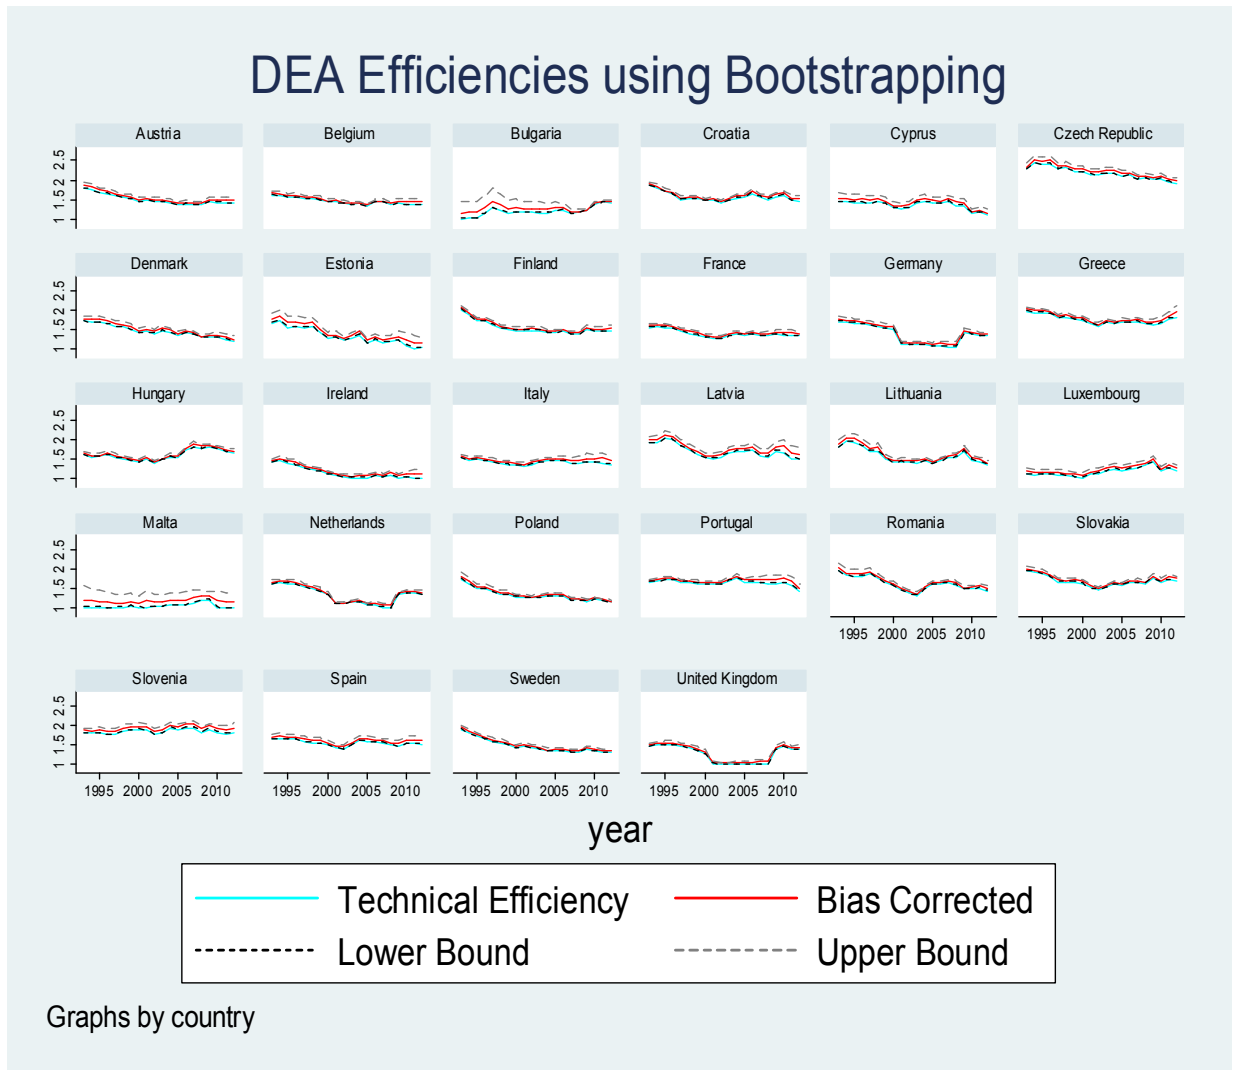 DEA Efficiencies using Bootstrapping
Austria Belgium Bulgaria Croatia Cyprus Czech Republic
1 1.5 2 2.5
Denmark Estonia Finland France Germany Greece
1 1.5 2 2.5
Hungary Ireland Italy Latvia Lithuania Luxembourg
1 1.5 2 2.5
Malta Netherlands Poland Portugal Romania Slovakia
1 1.5 2 2.5
1995 2000 2005 2010 1995 2000 2005 2010
Slovenia Spain Sweden United Kingdom
1 1.5 2 2.5
1995 2000 2005 2010 1995 2000 2005 2010 1995 2000 2005 2010 1995 2000 2005 2010
year
Technical Efficiency Bias Corrected
Lower Bound Upper Bound
Graphs by country